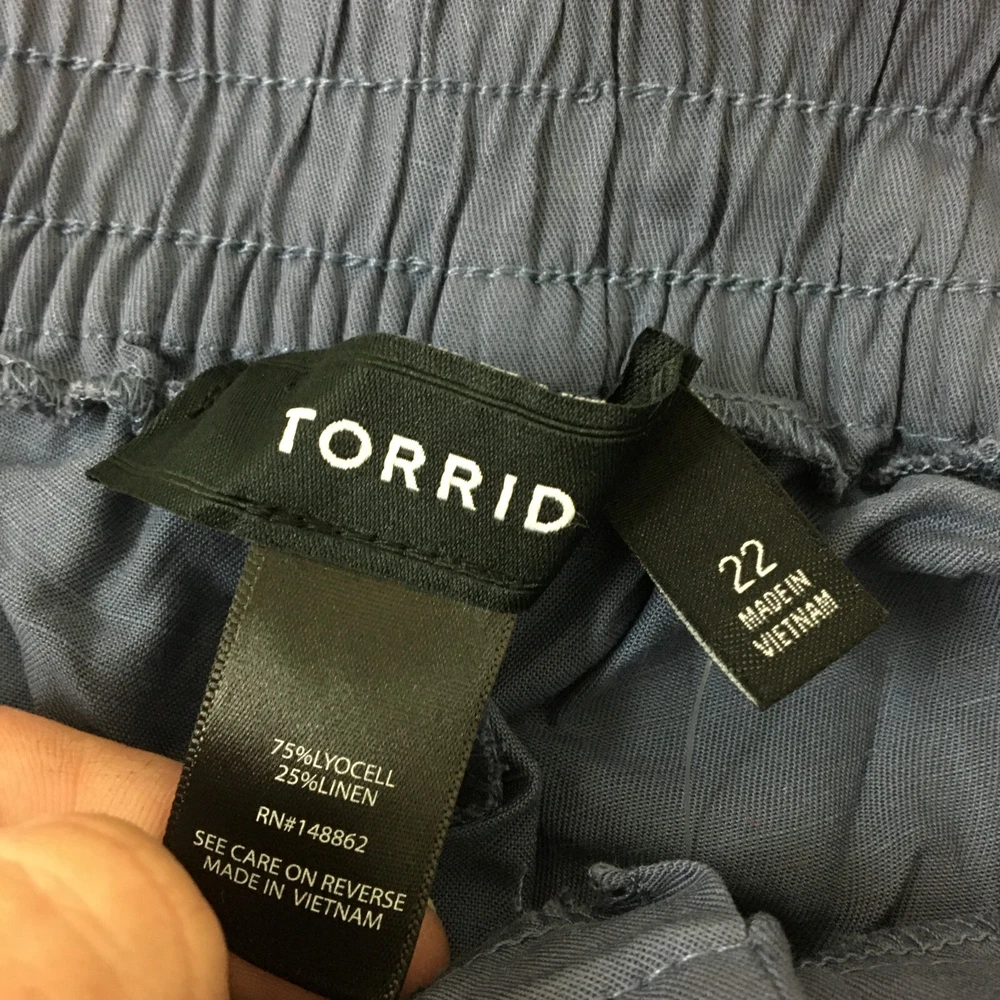 TORRID
22
MADE IN
VIETNAM
75%LYOCELL
25%LINEN
RN#148862
SEE CARE ON REVERSE
MADE IN VIETNAM